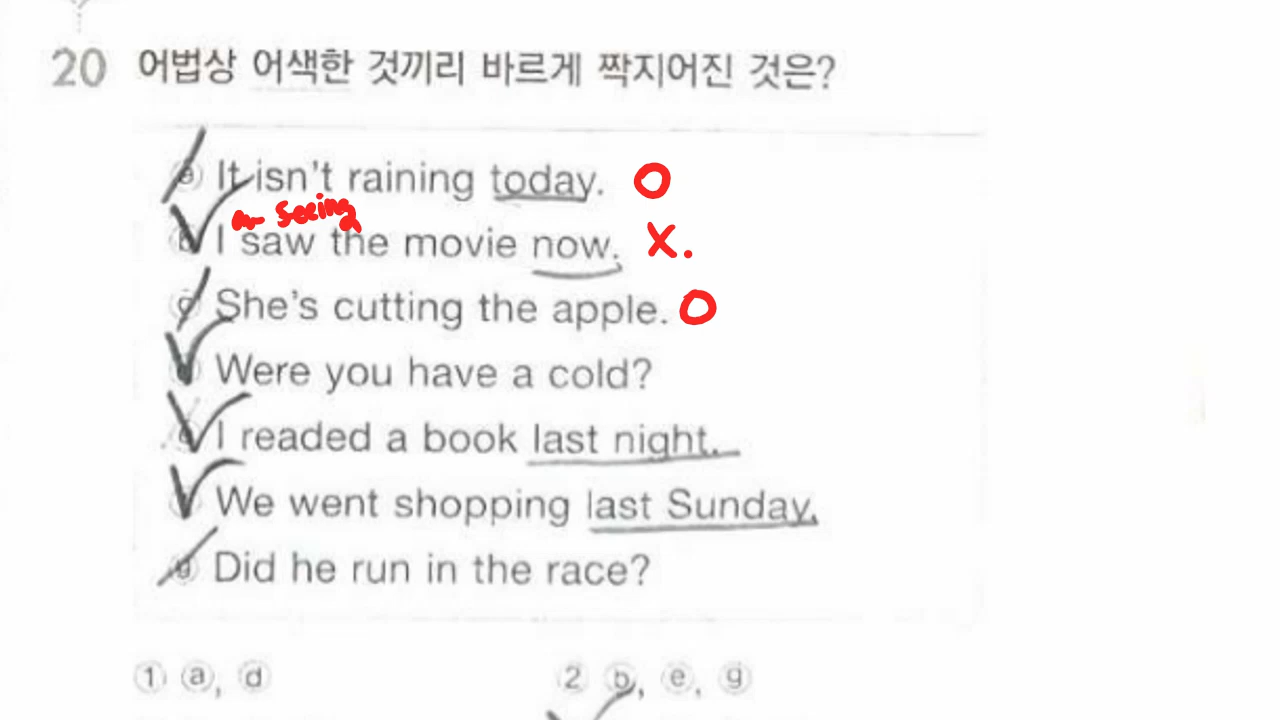 20 어법상 어색한 것끼리 바르게 짝지어진 것은?
ⓐ It isn't raining today. O
am seeing
ⓑ I saw the movie now. X.
ⓒ She's cutting the apple. O
Were you have a cold?
I readed a book last night.
We went shopping last Sunday.
ⓖ Did he run in the race?
① ⓐ, ⓓ ② ⓑ, ⓔ, ⓖ